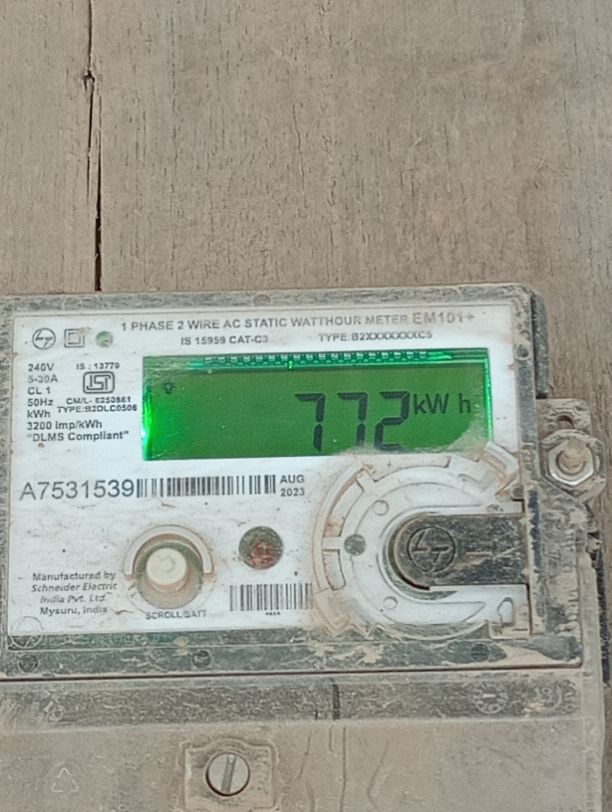 1 PHASE 2 WIRE AC STATIC WATTHOUR METER EM101+
IS 15959 CAT-C3 TYPE:B2XXXXXXXC5
240V IS : 13779
5-30A
CL 1
50Hz CM/L- 6250861
kWh TYPE:B2DLC0506
3200 imp/kWh
"DLMS Compliant"
ISI
772 kW h
A7531539
AUG
2023
Manufactured by
Schneider Electric
India Pvt. Ltd.
Mysuru, India
SCROLL/BATT
LT